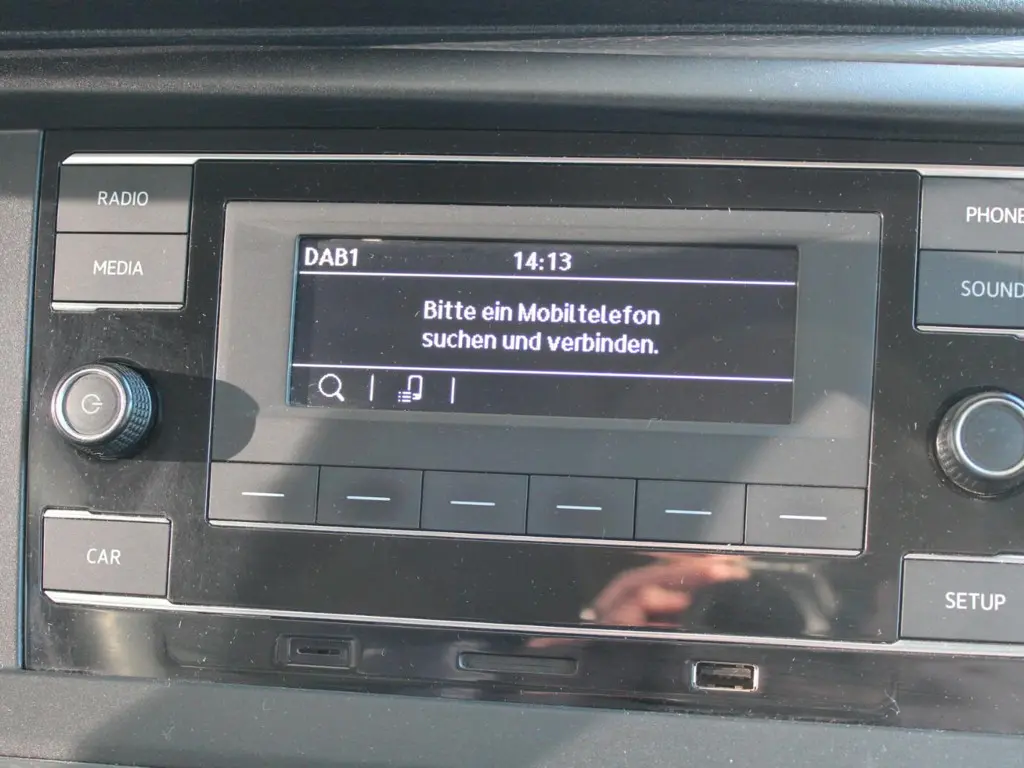 RADIO
MEDIA
DAB1 14:13
Bitte ein Mobiltelefon
suchen und verbinden.
PHONE
SOUND
CAR
SETUP